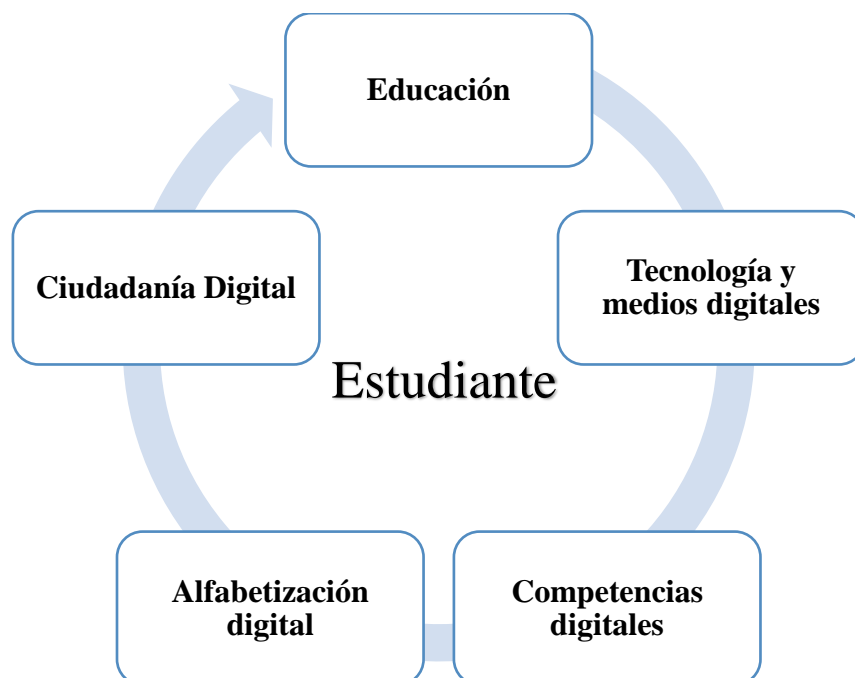 Educación
Tecnología y
medios digitales
Competencias
digitales
Alfabetización
digital
Ciudadanía Digital
Estudiante